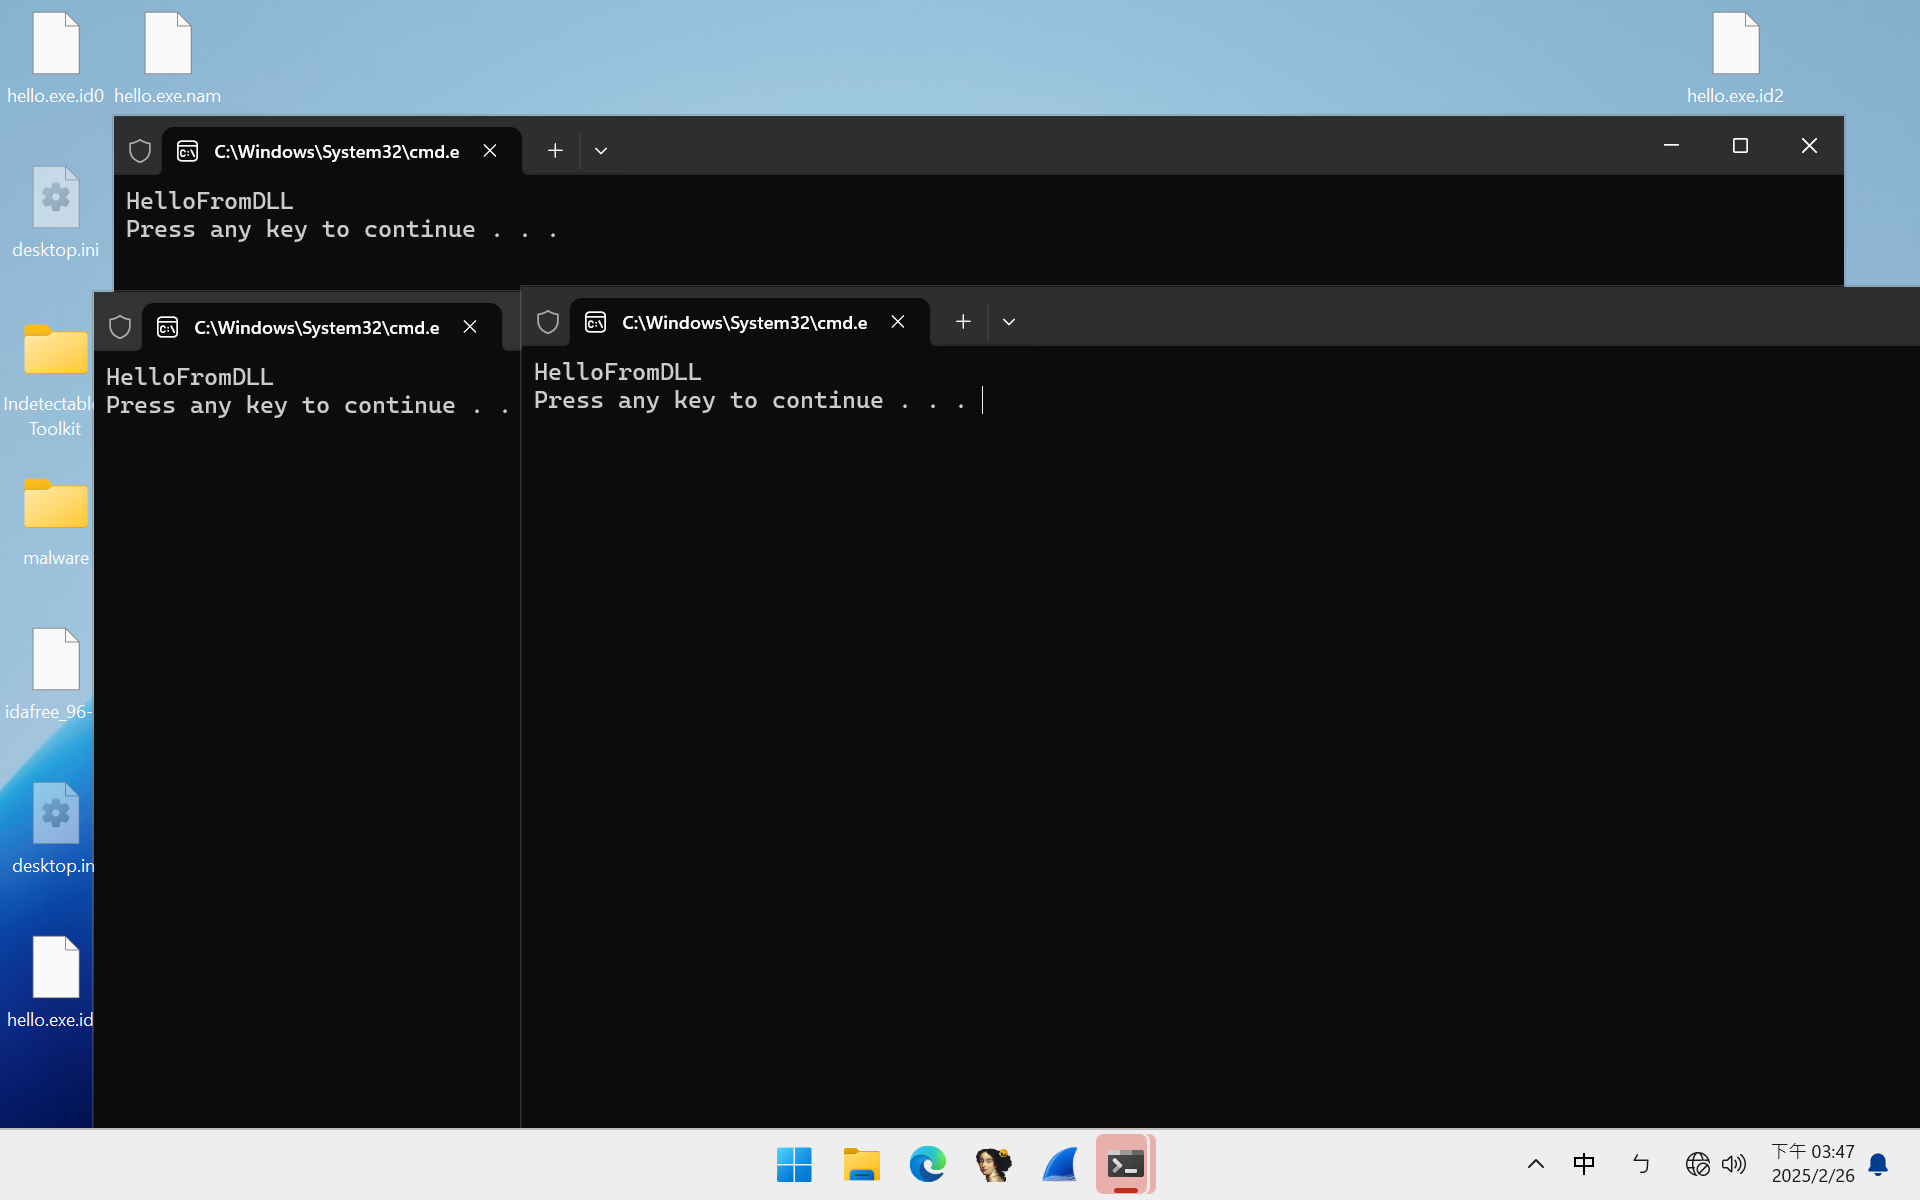 hello.exe.id0
hello.exe.nam
hello.exe.id2
desktop.ini
C:\Windows\System32\cmd.e
HelloFromDLL
Press any key to continue . . .
C:\Windows\System32\cmd.e
HelloFromDLL
Press any key to continue . .
C:\Windows\System32\cmd.e
HelloFromDLL
Press any key to continue . . .
Indetectabl
Toolkit
malware
idafree_96-
desktop.in
hello.exe.id
中
ㄅ
下午 03:47
2025/2/26